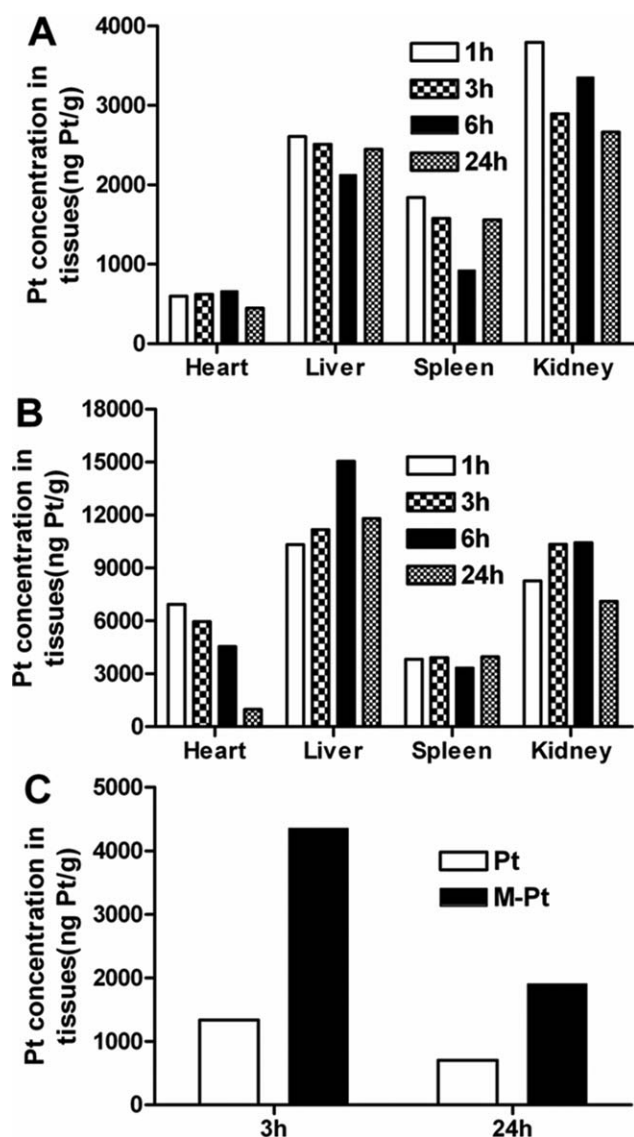 A
Pt concentration in
tissues(ng Pt/g)
4000
3000
2000
1000
0
1h
3h
6h
24h
Heart Liver Spleen Kidney
B
Pt concentration in
tissues(ng Pt/g)
18000
15000
12000
9000
6000
3000
0
1h
3h
6h
24h
Heart Liver Spleen Kidney
C
Pt concentration in
tissues(ng Pt/g)
5000
4000
3000
2000
1000
0
Pt
M-Pt
3h 24h